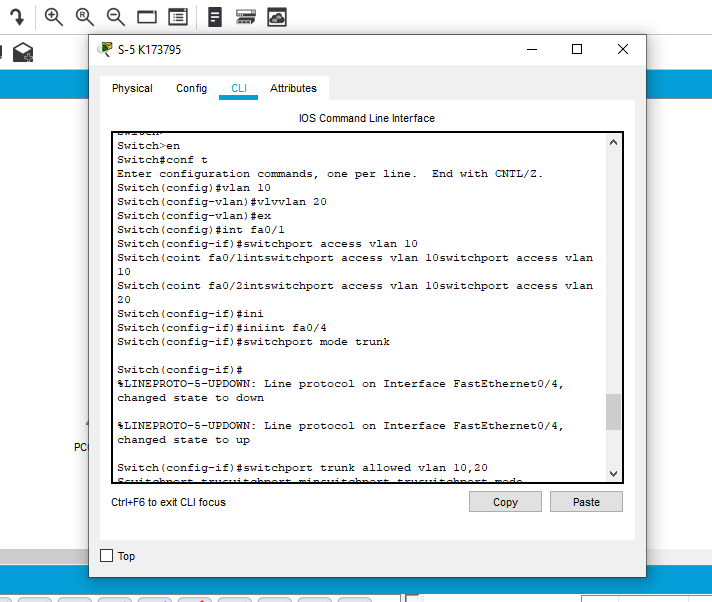 S-5 K173795
Physical Config CLI Attributes
IOS Command Line Interface
Switch>
Switch>en
Switch#conf t
Enter configuration commands, one per line.  End with CNTL/Z.
Switch(config)#vlan 10
Switch(config-vlan)#vlvvlan 20
Switch(config-vlan)#ex
Switch(config)#int fa0/1
Switch(config-if)#switchport access vlan 10
Switch(coint fa0/1intswitchport access vlan 10switchport access vlan
10
Switch(coint fa0/2intswitchport access vlan 10switchport access vlan
20
Switch(config-if)#ini
Switch(config-if)#iniint fa0/4
Switch(config-if)#switchport mode trunk
Switch(config-if)#
%LINEPROTO-5-UPDOWN: Line protocol on Interface FastEthernet0/4,
changed state to down
%LINEPROTO-5-UPDOWN: Line protocol on Interface FastEthernet0/4,
changed state to up
Switch(config-if)#switchport trunk allowed vlan 10,20
PC
Ctrl+F6 to exit CLI focus
Copy Paste
Top